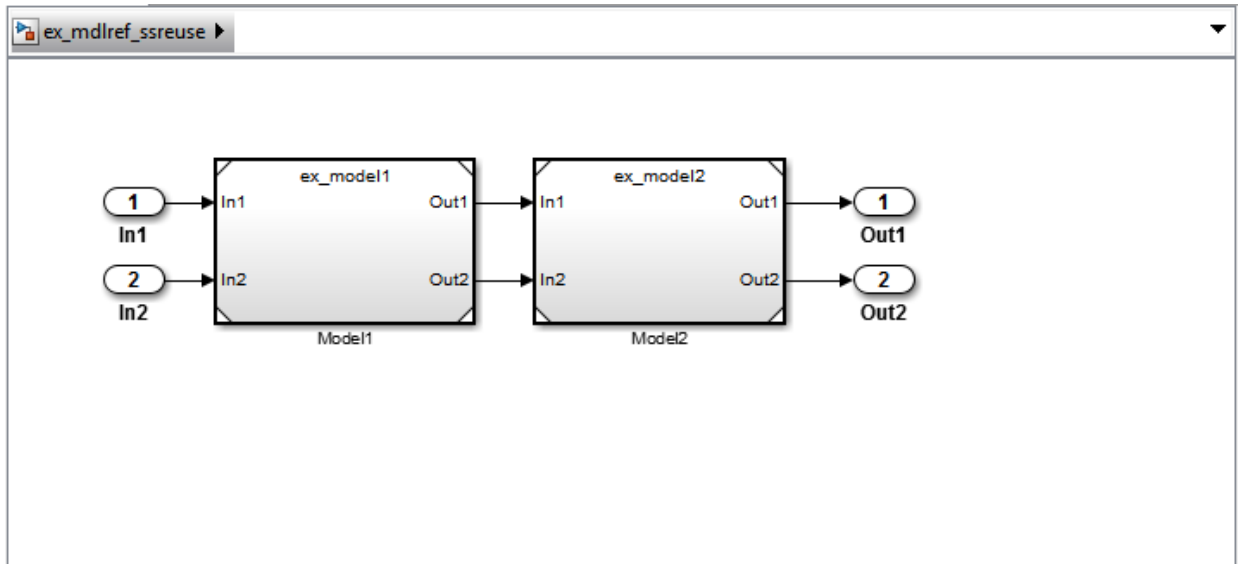 ex_mdlref_ssreuse
ex_model1
ex_model2
1
In1
Out1
In1
Out1
1
In1
Out1
2
In2
Out2
In2
Out2
2
In2
Out2
Model1
Model2